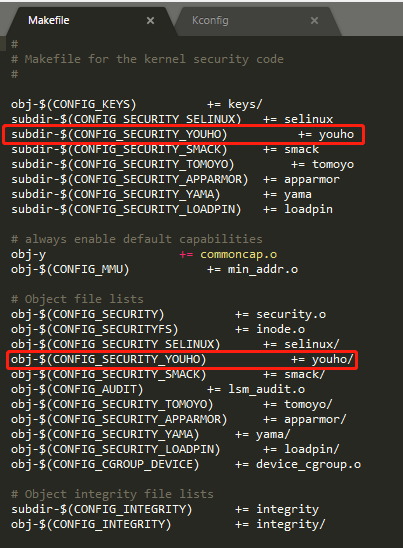 Makefile × Kconfig ×
#
# Makefile for the kernel security code
#
obj-$(CONFIG_KEYS) += keys/
subdir-$(CONFIG_SECURITY_SELINUX) += selinux
subdir-$(CONFIG_SECURITY_YOUHO) += youho
subdir-$(CONFIG_SECURITY_SMACK) += smack
subdir-$(CONFIG_SECURITY_TOMOYO) += tomoyo
subdir-$(CONFIG_SECURITY_APPARMOR) += apparmor
subdir-$(CONFIG_SECURITY_YAMA) += yama
subdir-$(CONFIG_SECURITY_LOADPIN) += loadpin
# always enable default capabilities
obj-y += commoncap.o
obj-$(CONFIG_MMU) += min_addr.o
# Object file lists
obj-$(CONFIG_SECURITY) += security.o
obj-$(CONFIG_SECURITYFS) += inode.o
obj-$(CONFIG_SECURITY_SELINUX) += selinux/
obj-$(CONFIG_SECURITY_YOUHO) += youho/
obj-$(CONFIG_SECURITY_SMACK) += smack/
obj-$(CONFIG_AUDIT) += lsm_audit.o
obj-$(CONFIG_SECURITY_TOMOYO) += tomoyo/
obj-$(CONFIG_SECURITY_APPARMOR) += apparmor/
obj-$(CONFIG_SECURITY_YAMA) += yama/
obj-$(CONFIG_SECURITY_LOADPIN) += loadpin/
obj-$(CONFIG_CGROUP_DEVICE) += device_cgroup.o
# Object integrity file lists
subdir-$(CONFIG_INTEGRITY) += integrity
obj-$(CONFIG_INTEGRITY) += integrity/